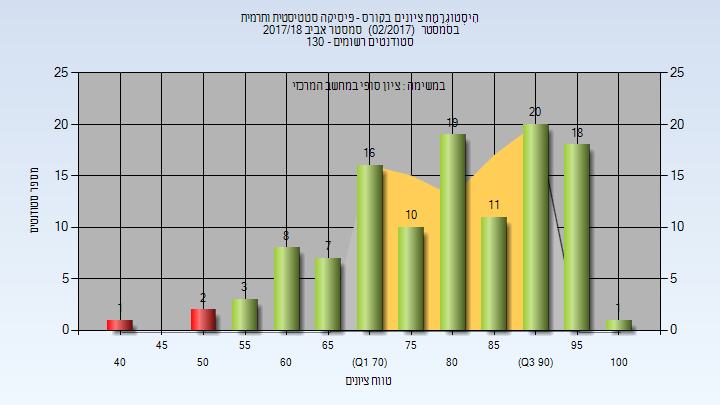 היסטוגרמת ציונים בקורס - פיסיקה סטטיסטית ותרמית
בסמסטר (02/2017) סמסטר אביב 2017/18
סטודנטים רשומים - 130
במשימה : ציון סופי במחשב המרכזי
מספר סטודנטים
25 25
20 20
15 15
10 10
5 5
0 0
1 2 3 8 7 16 10 19 11 20 18 1
45 55 65 75 85 95
40 50 60 (Q1 70) 80 (Q3 90) 100
טווח ציונים